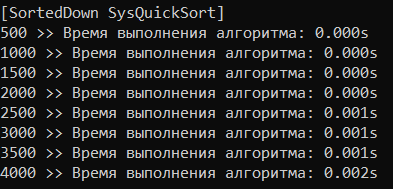 [SortedDown SysQuickSort]
500 >> Время выполнения алгоритма: 0.000s
1000 >> Время выполнения алгоритма: 0.000s
1500 >> Время выполнения алгоритма: 0.000s
2000 >> Время выполнения алгоритма: 0.000s
2500 >> Время выполнения алгоритма: 0.001s
3000 >> Время выполнения алгоритма: 0.001s
3500 >> Время выполнения алгоритма: 0.001s
4000 >> Время выполнения алгоритма: 0.002s